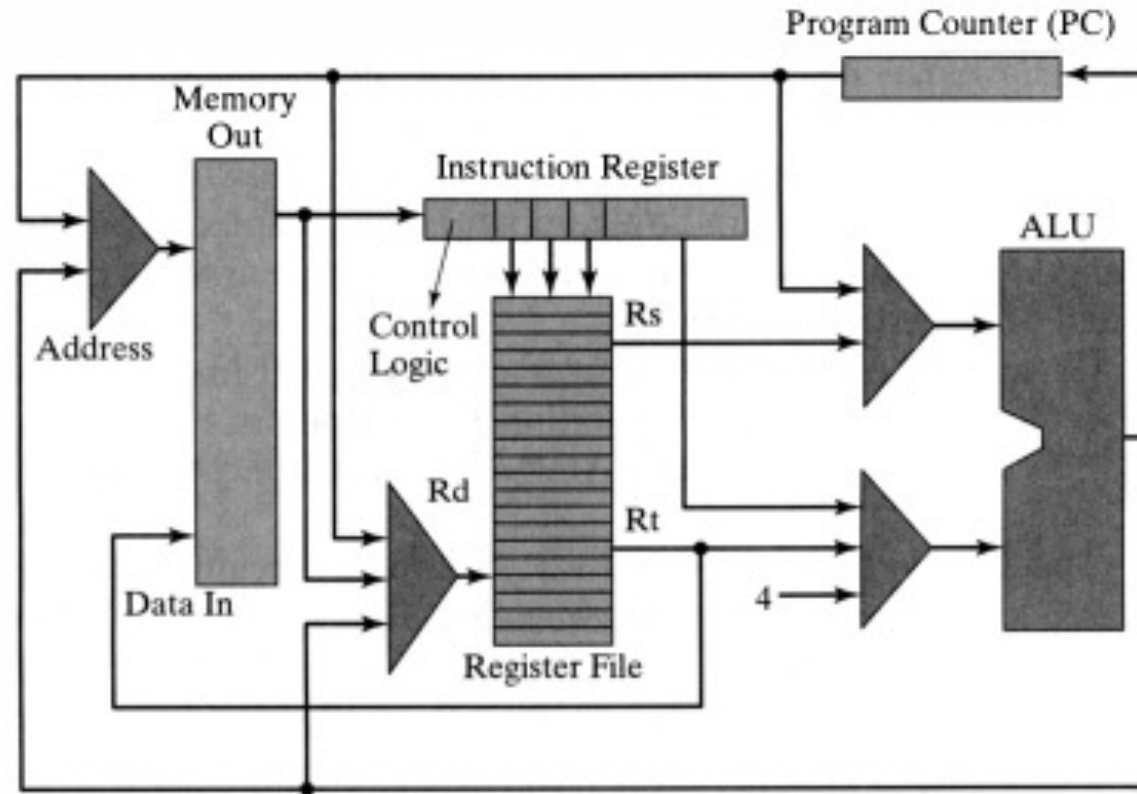 Program Counter (PC)
Memory
Out
Instruction Register
ALU
Control
Logic
Rs
Address
Rd
Rt
4
Data In
Register File